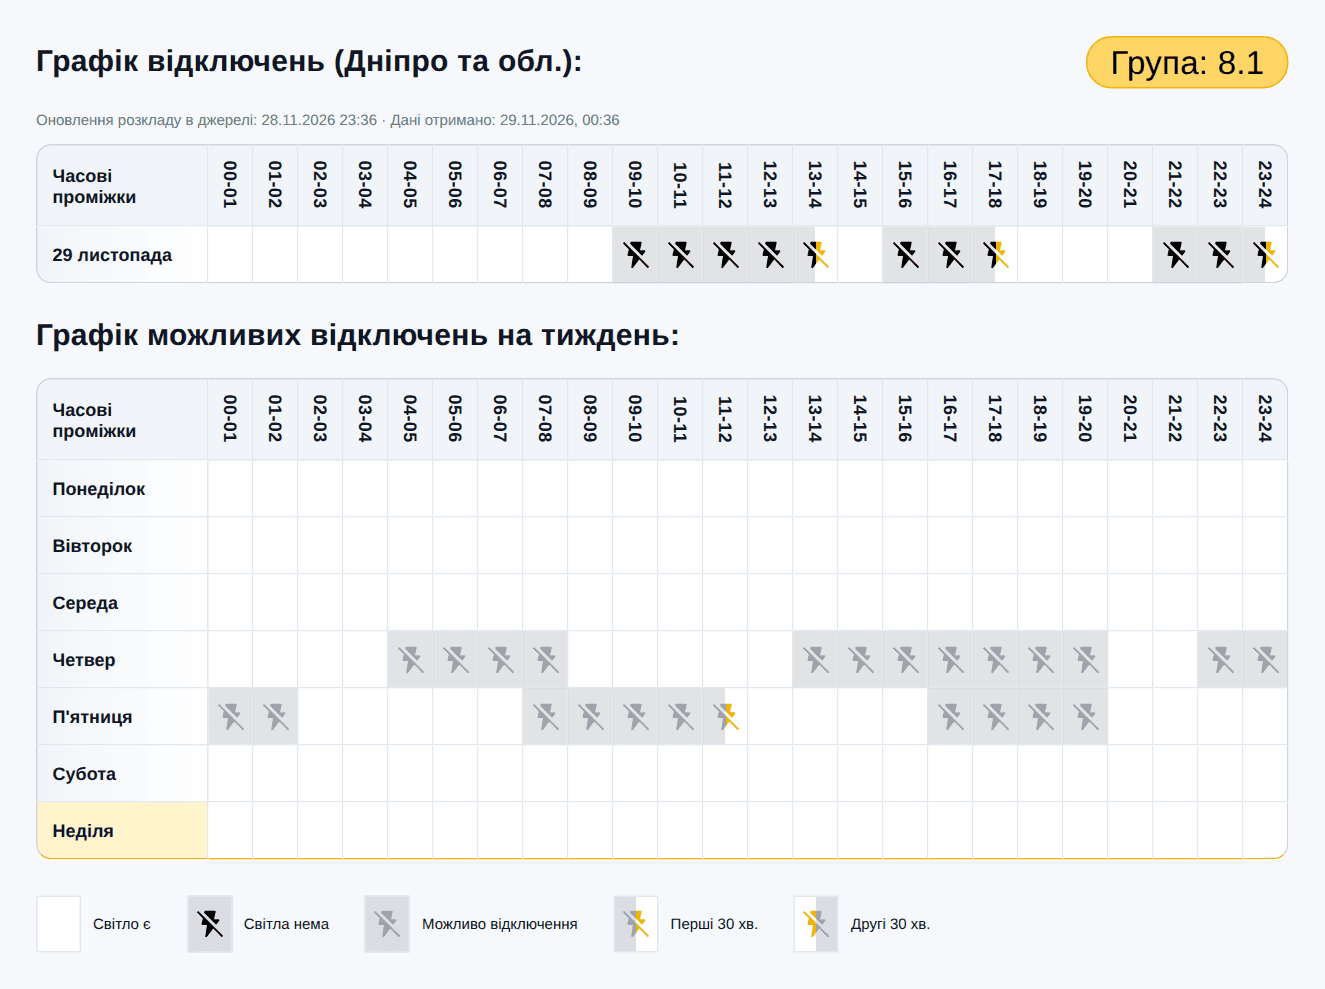 Графік відключень (Дніпро та обл.):
Група: 8.1
Оновлення розкладу в джерелі: 28.11.2026 23:36 · Дані отримано: 29.11.2026, 00:36
Часові
проміжки
00-01 01-02 02-03 03-04 04-05 05-06 06-07 07-08 08-09 09-10 10-11 11-12 12-13 13-14 14-15 15-16 16-17 17-18 18-19 19-20 20-21 21-22 22-23 23-24
29 листопада
Графік можливих відключень на тиждень:
Часові
проміжки
00-01 01-02 02-03 03-04 04-05 05-06 06-07 07-08 08-09 09-10 10-11 11-12 12-13 13-14 14-15 15-16 16-17 17-18 18-19 19-20 20-21 21-22 22-23 23-24
Понеділок
Вівторок
Середа
Четвер
П'ятниця
Субота
Неділя
Світло є
Світла нема
Можливо відключення
Перші 30 хв.
Другі 30 хв.